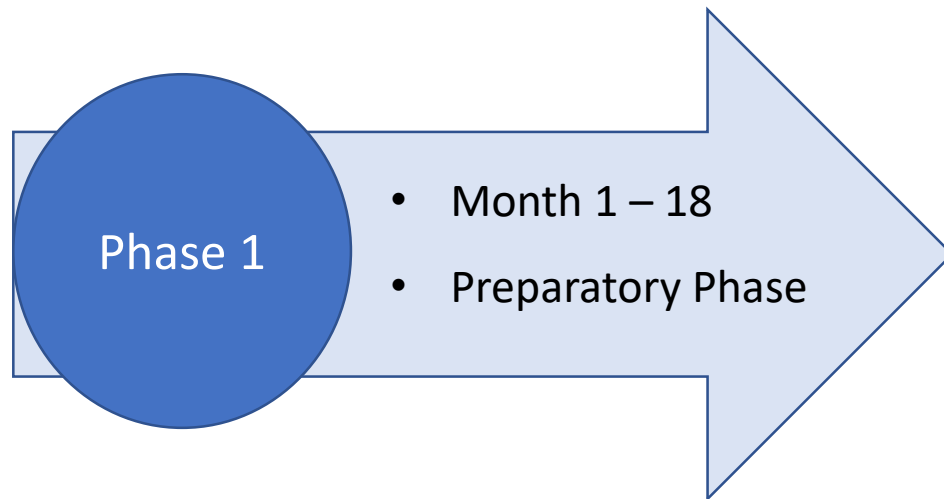 Phase 1
• Month 1 – 18
• Preparatory Phase